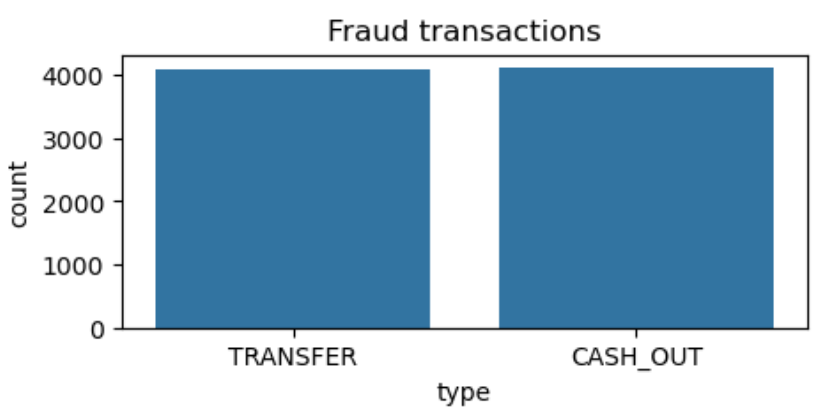 Fraud transactions
4000
3000
2000
1000
0
count
TRANSFER CASH_OUT
type